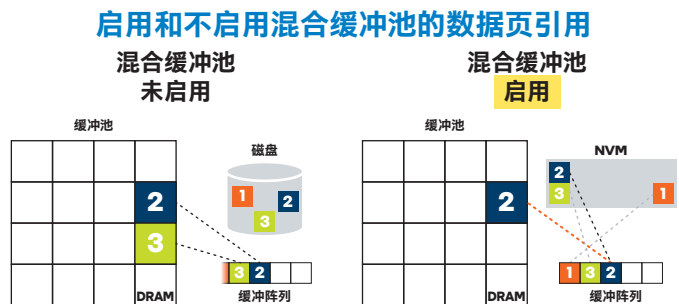 启用和不启用混合缓冲池的数据页引用
混合缓冲池
未启用
缓冲池
磁盘
1
2
3
2
3
3 2
DRAM
缓冲阵列
混合缓冲池
启用
缓冲池
NVM
2
3
1
2
1 3 2
DRAM
缓冲阵列